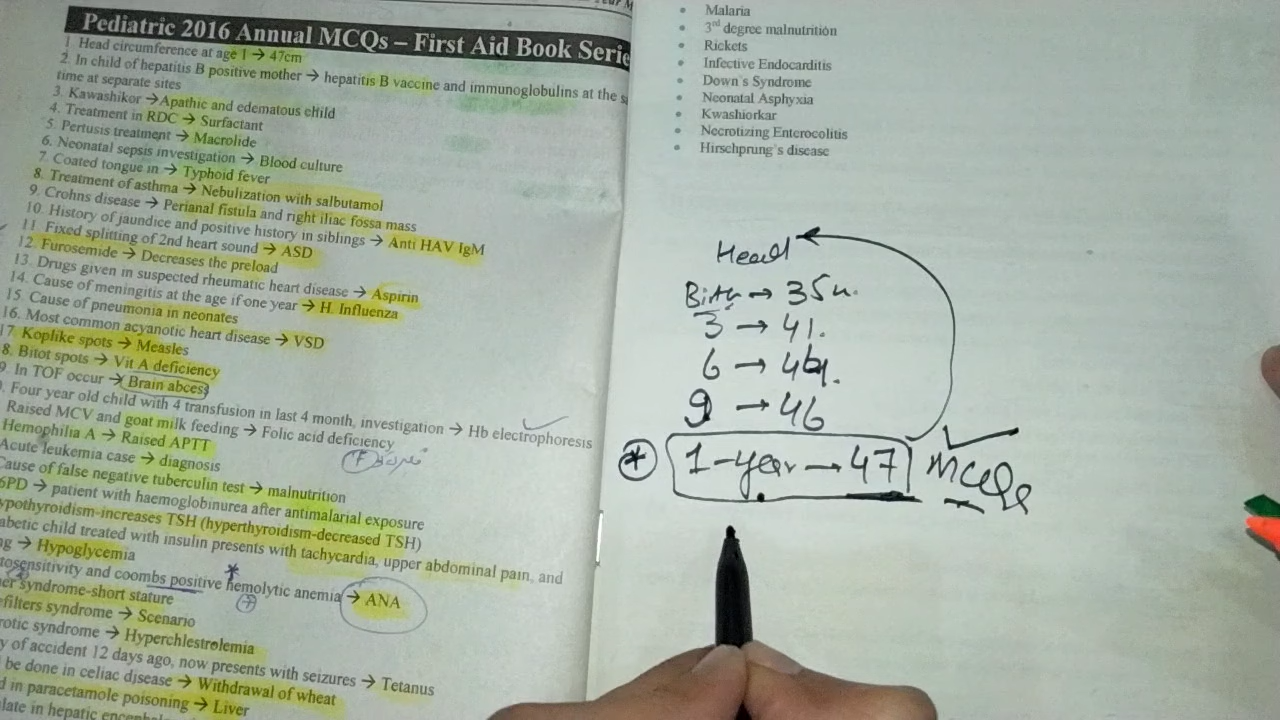 Pediatric 2016 Annual MCQs – First Aid Book Serie
1 Head circumference at age 1 → 47cm
2. In child of hepatitis B positive mother → hepatitis B vaccine and immunoglobulins at the s
time at separate sites
3. Kawashikor → Apathic and edematous child
4. Treatment in RDC → Surfactant
5. Pertusis treatment → Macrolide
6. Neonatal sepsis investigation → Blood culture
7. Coated tongue in → Typhoid fever
8. Treatment of asthma → Nebulization with salbutamol
9. Crohns disease → Perianal fistula and right iliac fossa mass
10. History of jaundice and positive history in siblings → Anti HAV IgM
11 Fixed splitting of 2nd heart sound → ASD
12. Furosemide → Decreases the preload
13. Drugs given in suspected rheumatic heart disease → Aspirin
14. Cause of meningitis at the age if one year → H. Influenza
15. Cause of pneumonia in neonates
16. Most common acyanotic heart disease → VSD
17. Koplike spots → Measles
8. Bitot spots → Vit A deficiency
9. In TOF occur → Brain abcess
). Four year old child with 4 transfusion in last 4 month, investigation → Hb electrophoresis
Raised MCV and goat milk feeding → Folic acid deficiency
Hemophilia A → Raised APTT
Acute leukemia case → diagnosis
Cause of false negative tuberculin test → malnutrition
6PD → patient with haemoglobinurea after antimalarial exposure
ypothyroidism-increases TSH (hyperthyroidism-decreased TSH)
abetic child treated with insulin presents with tachycardia, upper abdominal pain, and
ng → Hypoglycemia
tosensitivity and coombs positive hemolytic anemia → ANA
er syndrome-short stature
efilters syndrome → Scenario
rotic syndrome → Hyperchlestrolemia
y of accident 12 days ago, now presents with seizures → Tetanus
be done in celiac disease → Withdrawal of wheat
d in paracetamole poisoning → Liver
late in hepatic
• Malaria
• 3rd degree malnutrition
• Rickets
• Infective Endocarditis
• Down's Syndrome
• Neonatal Asphyxia
• Kwashiorkar
• Necrotizing Enterocolitis
• Hirschprung's disease
Head
Birth → 35
3 → 41.
6 → 44.
9 → 46
* 1-year → 47 MCQs